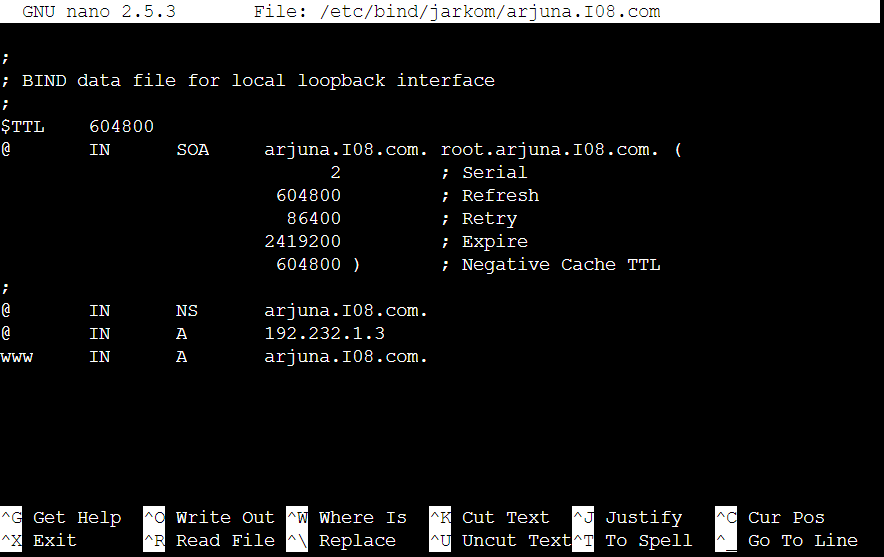 GNU nano 2.5.3 File: /etc/bind/jarkom/arjuna.I08.com
;
; BIND data file for local loopback interface
;
$TTL 604800
@ IN SOA arjuna.I08.com. root.arjuna.I08.com. (
2 ; Serial
604800 ; Refresh
86400 ; Retry
2419200 ; Expire
604800 ) ; Negative Cache TTL
;
@ IN NS arjuna.I08.com.
@ IN A 192.232.1.3
www IN A arjuna.I08.com.
^G Get Help ^O Write Out ^W Where Is ^K Cut Text ^J Justify ^C Cur Pos
^X Exit ^R Read File ^\ Replace ^U Uncut Text ^T To Spell ^_ Go To Line